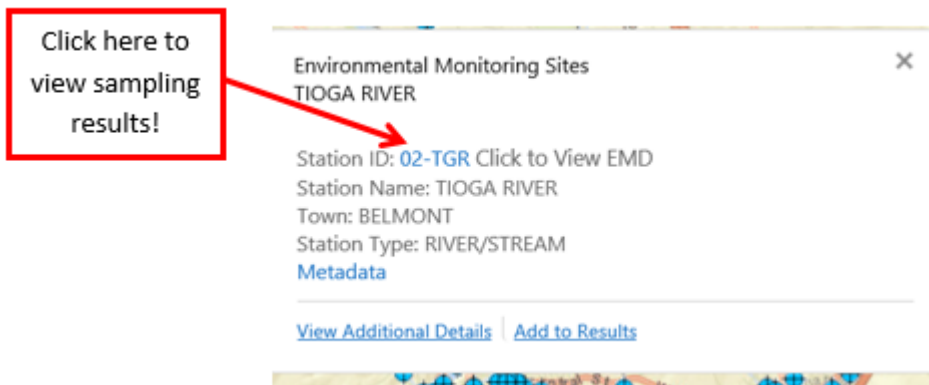 Click here to
view sampling
results!
Environmental Monitoring Sites
TIOGA RIVER
Station ID: 02-TGR Click to View EMD
Station Name: TIOGA RIVER
Town: BELMONT
Station Type: RIVER/STREAM
Metadata
View Additional Details Add to Results